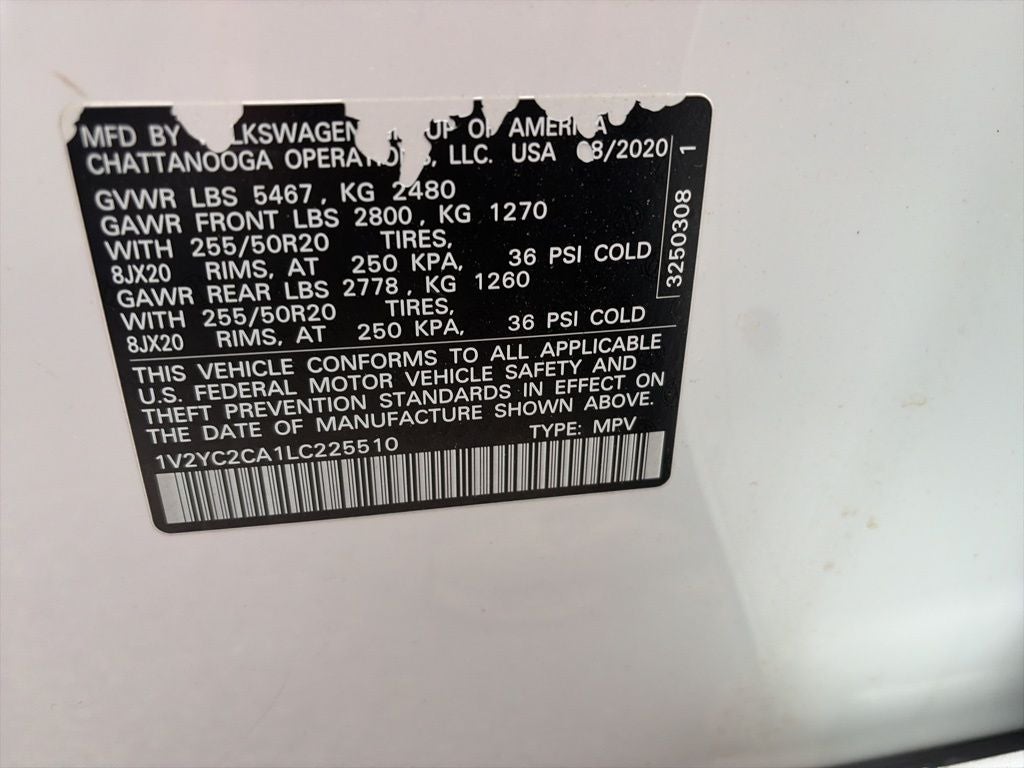 MFD BY LKSWAGEN UP OF AMERICA
CHATTANOOGA OPERATIONS, LLC. USA 08/2020
GVWR LBS 5467, KG 2480
GAWR FRONT LBS 2800, KG 1270
WITH 255/50R20 TIRES,
8JX20 RIMS, AT 250 KPA, 36 PSI COLD
GAWR REAR LBS 2778, KG 1260
WITH 255/50R20 TIRES,
8JX20 RIMS, AT 250 KPA, 36 PSI COLD
THIS VEHICLE CONFORMS TO ALL APPLICABLE
U.S. FEDERAL MOTOR VEHICLE SAFETY AND
THEFT PREVENTION STANDARDS IN EFFECT ON
THE DATE OF MANUFACTURE SHOWN ABOVE.
1V2YC2CA1LC225510 TYPE: MPV
3250308 1